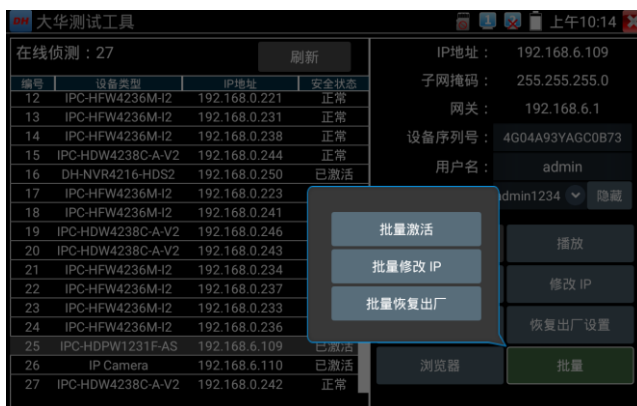 DH 大华测试工具 1 上午10:14
在线侦测：27 刷新
编号 设备类型 IP地址 安全状态
12 IPC-HFW4236M-I2 192.168.0.221 正常
13 IPC-HFW4236M-I2 192.168.0.231 正常
14 IPC-HFW4236M-I2 192.168.0.238 正常
15 IPC-HDW4238C-A-V2 192.168.0.244 正常
16 DH-NVR4216-HDS2 192.168.0.250 已激活
17 IPC-HFW4236M-I2 192.168.0.223
18 IPC-HFW4236M-I2 192.168.0.241
19 IPC-HDW4238C-A-V2 192.168.0.246
20 IPC-HDW4238C-A-V2 192.168.0.243
21 IPC-HFW4236M-I2 192.168.0.234
22 IPC-HFW4236M-I2 192.168.0.237
23 IPC-HFW4236M-I2 192.168.0.233
24 IPC-HFW4236M-I2 192.168.0.236
25 IPC-HDPW1231F-AS 192.168.6.109 已激活
26 IP Camera 192.168.6.110 已激活
27 IPC-HDW4238C-A-V2 192.168.0.242 正常
IP地址： 192.168.6.109
子网掩码： 255.255.255.0
网关： 192.168.6.1
设备序列号： 4G04A93YAGC0B73
用户名： admin
dmin1234 隐藏
批量激活
批量修改 IP
批量恢复出厂
播放
修改 IP
恢复出厂设置
浏览器 批量